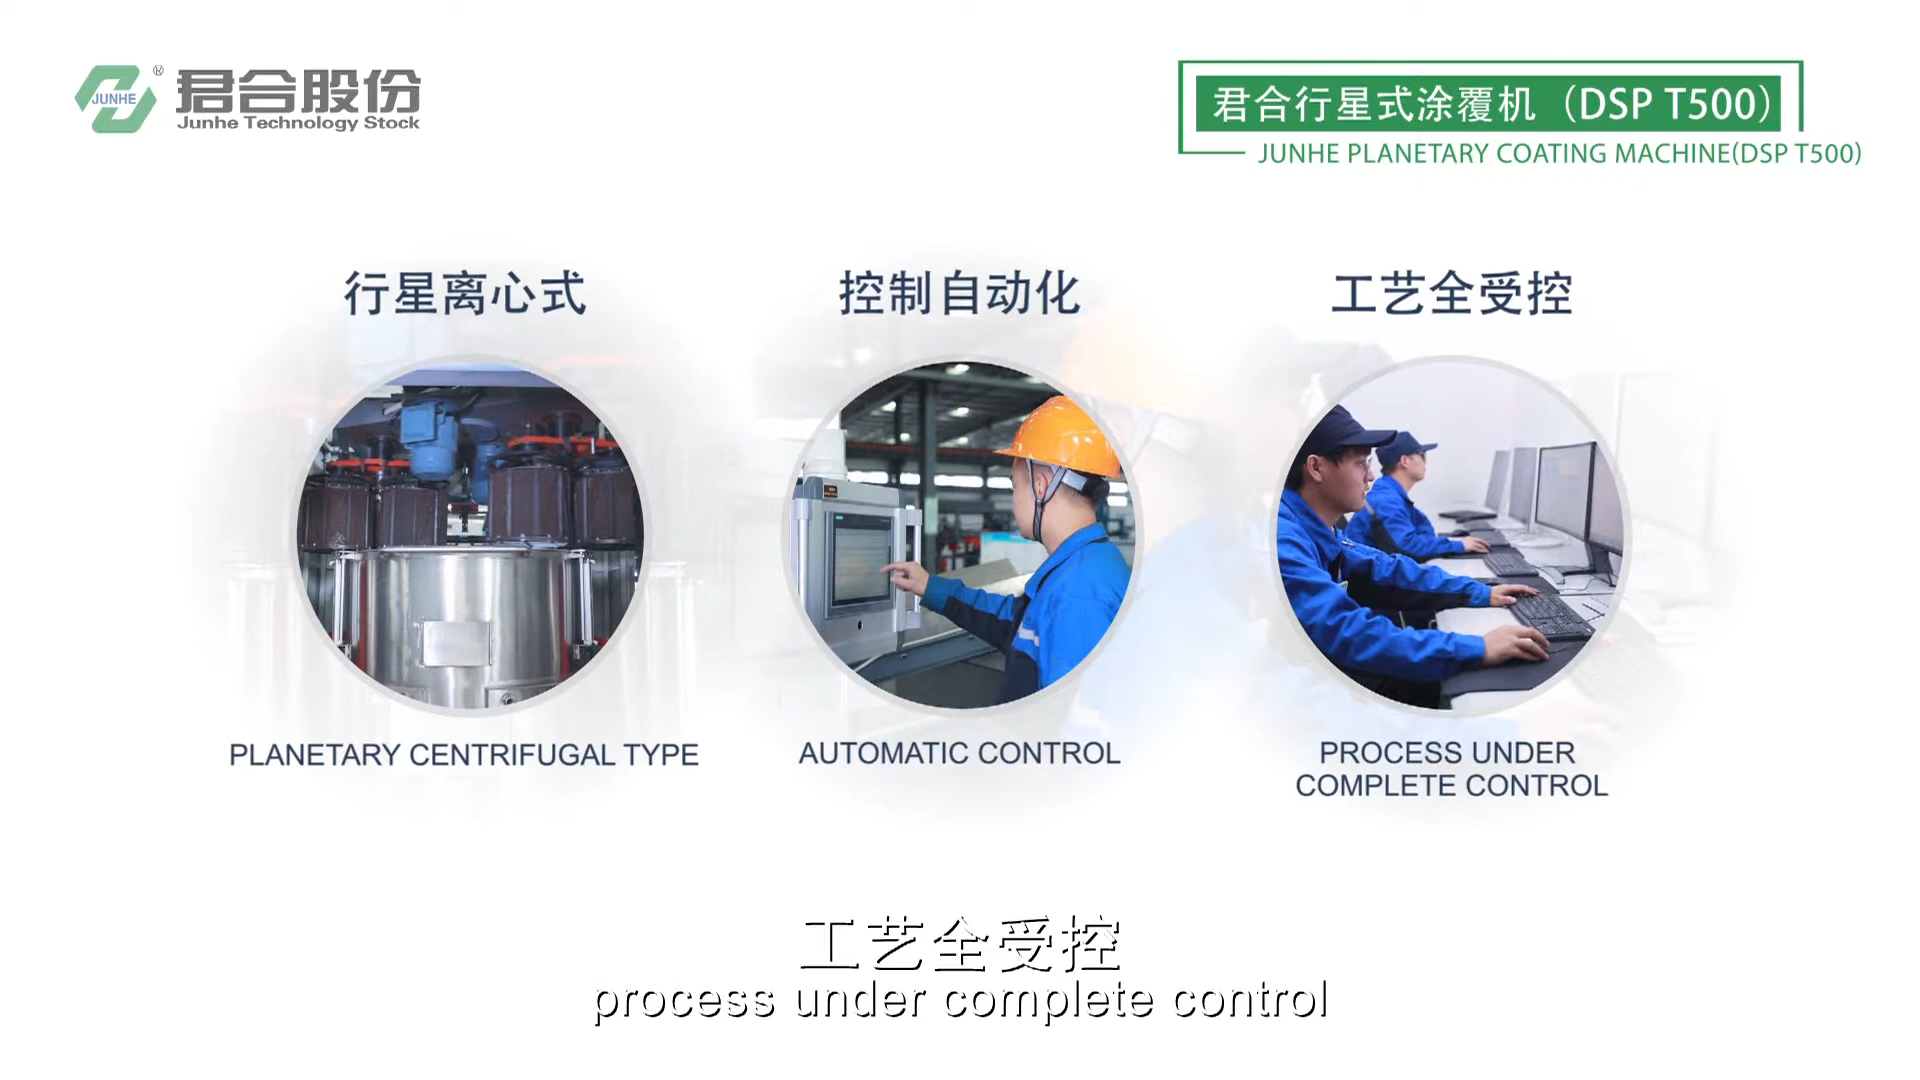 JUNHE
®
君合股份
Junhe Technology Stock
君合行星式涂覆机（DSP T500）
JUNHE PLANETARY COATING MACHINE(DSP T500)
行星离心式
控制自动化
工艺全受控
PLANETARY CENTRIFUGAL TYPE
AUTOMATIC CONTROL
PROCESS UNDER
COMPLETE CONTROL
工艺全受控
process under complete control